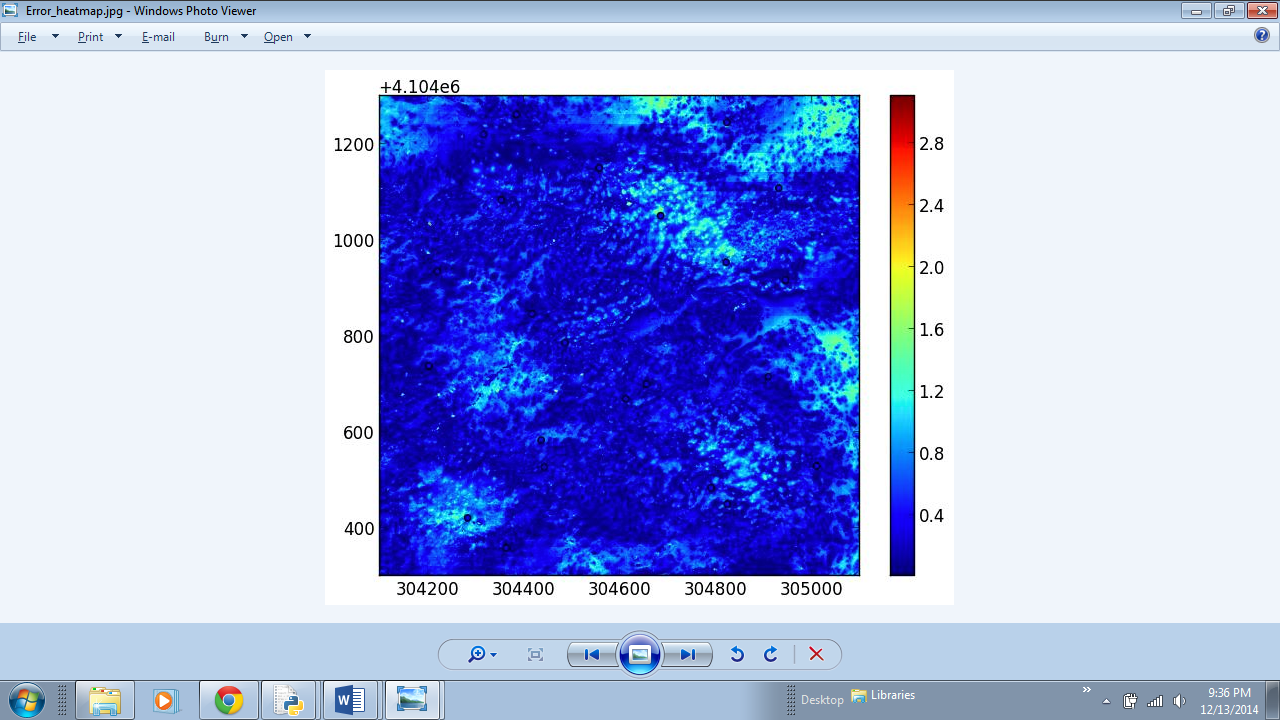 Error_heatmap.jpg - Windows Photo Viewer
File Print E-mail Burn Open
+4.104e6
1200
1000
800
600
400
304200 304400 304600 304800 305000
2.8
2.4
2.0
1.6
1.2
0.8
0.4
Desktop Libraries
9:36 PM
12/13/2014